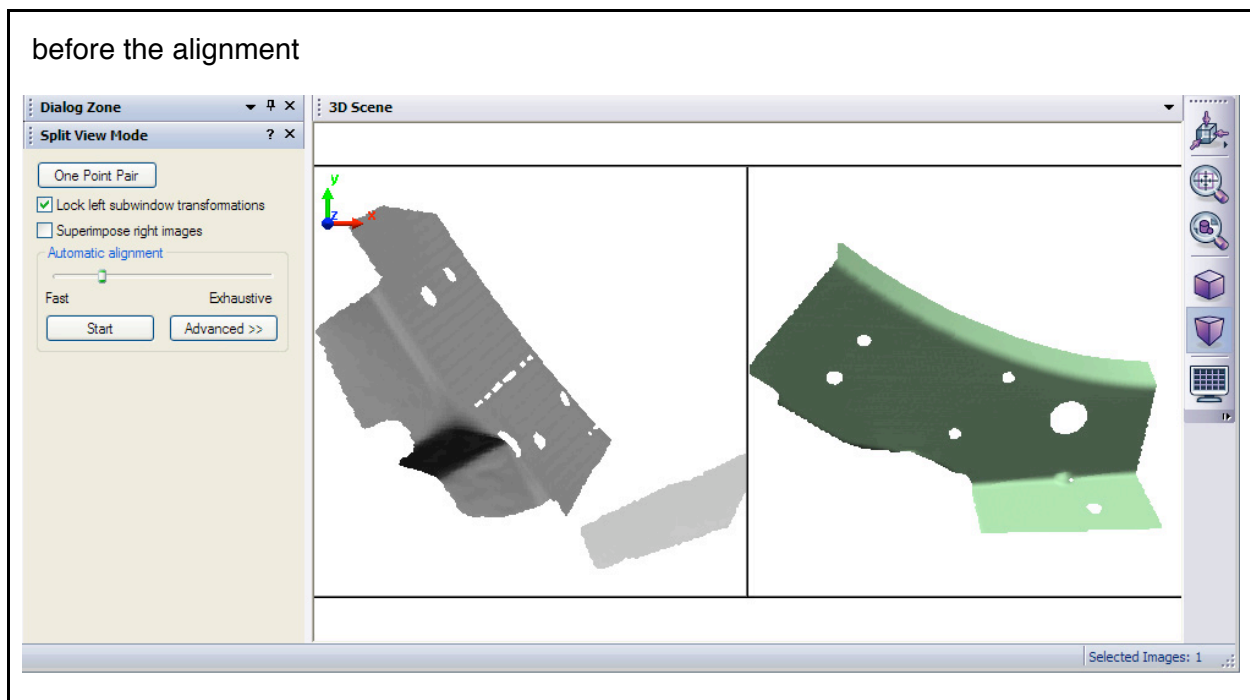 before the alignment
Dialog Zone
3D Scene
Split View Mode
? 
One Point Pair
Lock left subwindow transformations
Superimpose right images
Automatic alignment
Fast Exhaustive
Start Advanced >>
y
z x
Selected Images: 1